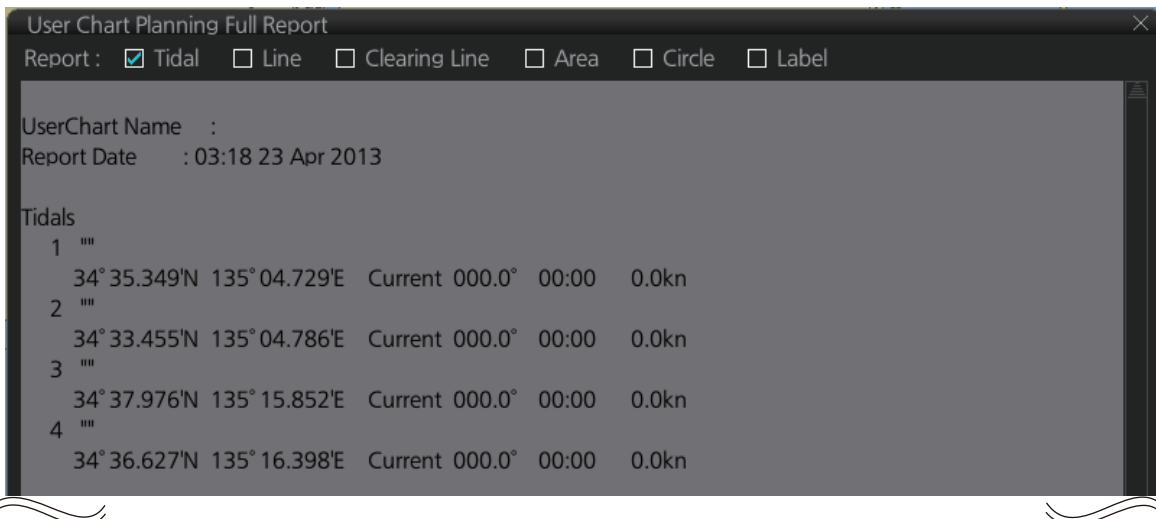 User Chart Planning Full Report
Report : Tidal Line Clearing Line Area Circle Label
UserChart Name :
Report Date : 03:18 23 Apr 2013
Tidals
1 ""
34°35.349'N 135°04.729'E Current 000.0° 00:00 0.0kn
2 ""
34°33.455'N 135°04.786'E Current 000.0° 00:00 0.0kn
3 ""
34°37.976'N 135°15.852'E Current 000.0° 00:00 0.0kn
4 ""
34°36.627'N 135°16.398'E Current 000.0° 00:00 0.0kn